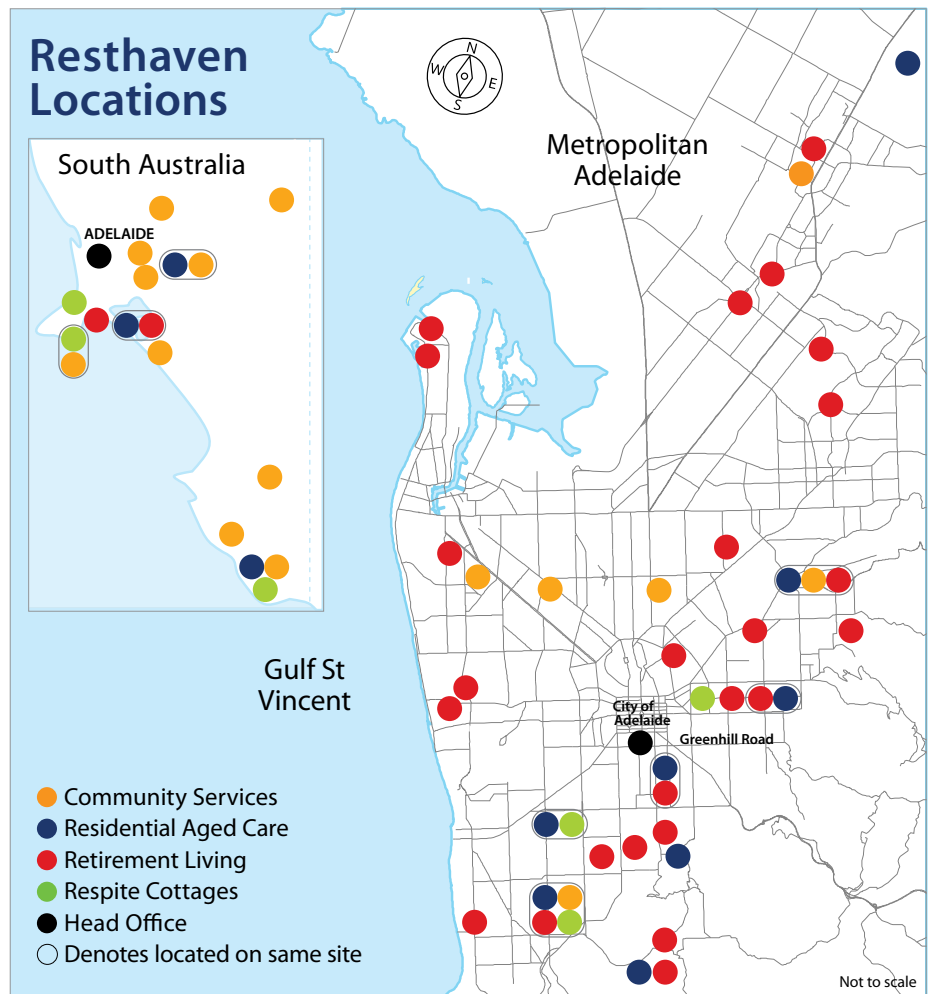 Resthaven
Locations
South Australia
ADELAIDE
N
W
E
S
Metropolitan
Adelaide
Gulf St
Vincent
City of
Adelaide
Greenhill Road
Community Services
Residential Aged Care
Retirement Living
Respite Cottages
Head Office
Denotes located on same site
Not to scale